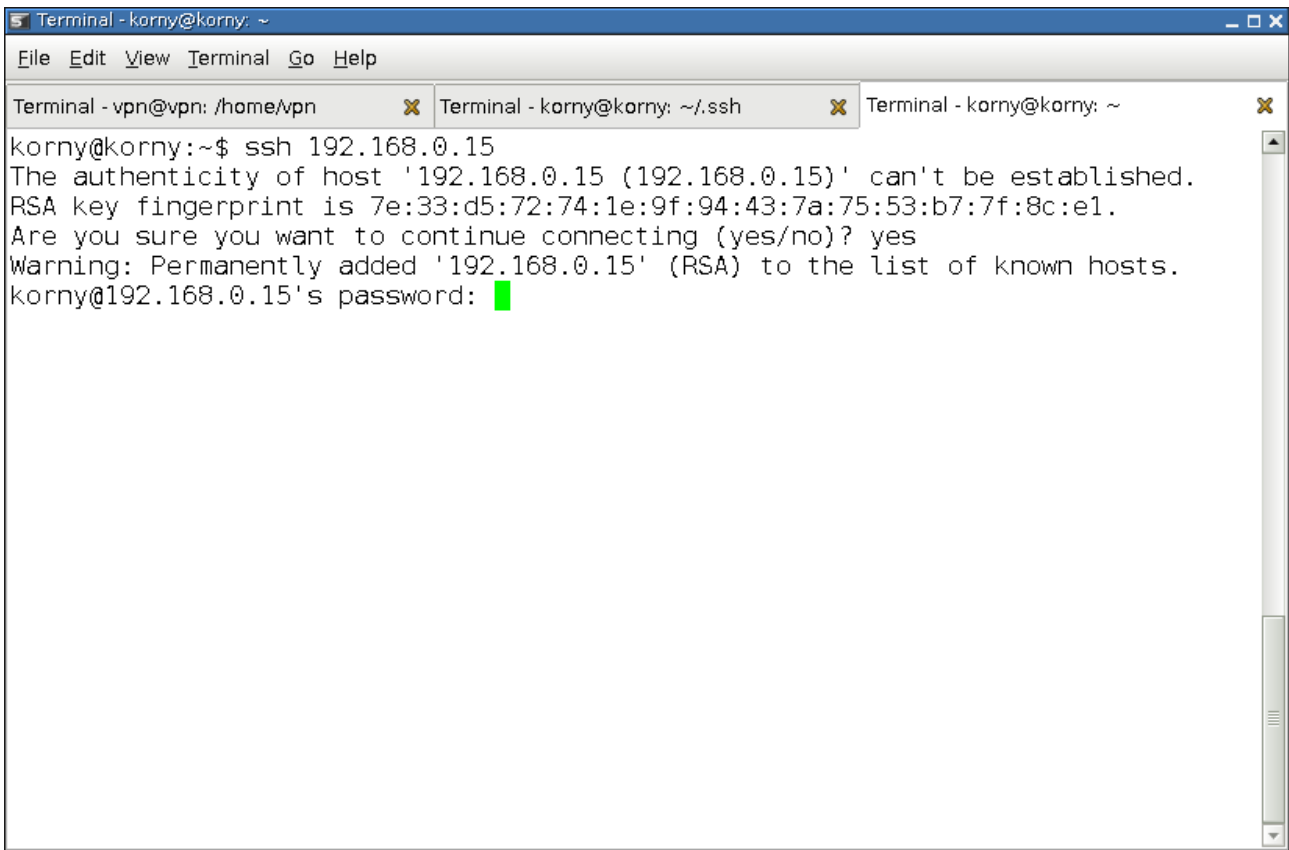 Terminal - korny@korny: ~
File Edit View Terminal Go Help
Terminal - vpn@vpn: /home/vpn Terminal - korny@korny: ~/.ssh Terminal - korny@korny: ~
korny@korny:~$ ssh 192.168.0.15
The authenticity of host '192.168.0.15 (192.168.0.15)' can't be established.
RSA key fingerprint is 7e:33:d5:72:74:1e:9f:94:43:7a:75:53:b7:7f:8c:e1.
Are you sure you want to continue connecting (yes/no)? yes
Warning: Permanently added '192.168.0.15' (RSA) to the list of known hosts.
korny@192.168.0.15's password: